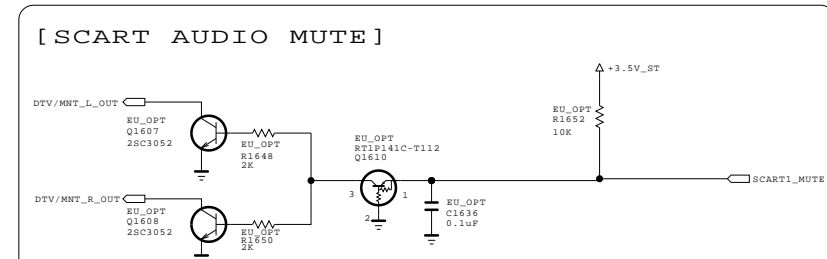 [SCART AUDIO MUTE]
+3.5V_ST
DTV/MNT_L_OUT
EU_OPT
Q1607
2SC3052
EU_OPT
R1648
2K
EU_OPT
RT1P141C-T112
Q1610
EU_OPT
R1652
10K
3
1
2
SCART1_MUTE
EU_OPT
C1636
0.1uF
DTV/MNT_R_OUT
EU_OPT
Q1608
2SC3052
EU_OPT
R1650
2K